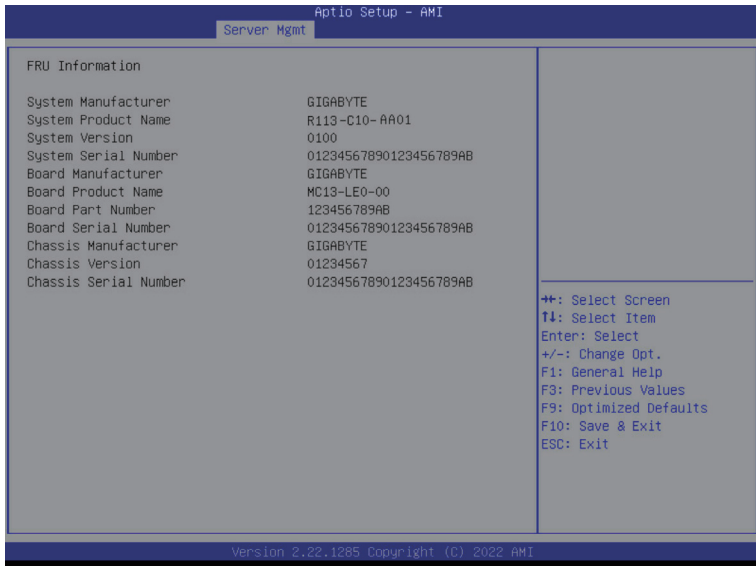 Aptio Setup - AMI
Server Mgmt
FRU Information
System Manufacturer GIGABYTE
System Product Name R113-C10-AA01
System Version 0100
System Serial Number 01234567890123456789AB
Board Manufacturer GIGABYTE
Board Product Name MC13-LE0-00
Board Part Number 123456789AB
Board Serial Number 01234567890123456789AB
Chassis Manufacturer GIGABYTE
Chassis Version 01234567
Chassis Serial Number 01234567890123456789AB
→←: Select Screen
↑↓: Select Item
Enter: Select
+/-: Change Opt.
F1: General Help
F3: Previous Values
F9: Optimized Defaults
F10: Save & Exit
ESC: Exit
Version 2.22.1285 Copyright (C) 2022 AMI